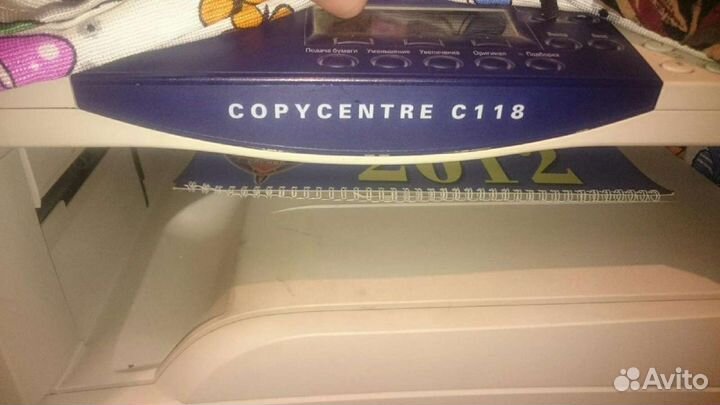 Подача бумаги Уменьшение Увеличение Оригинал Подборка
COPYCENTRE C118
2012
Avito